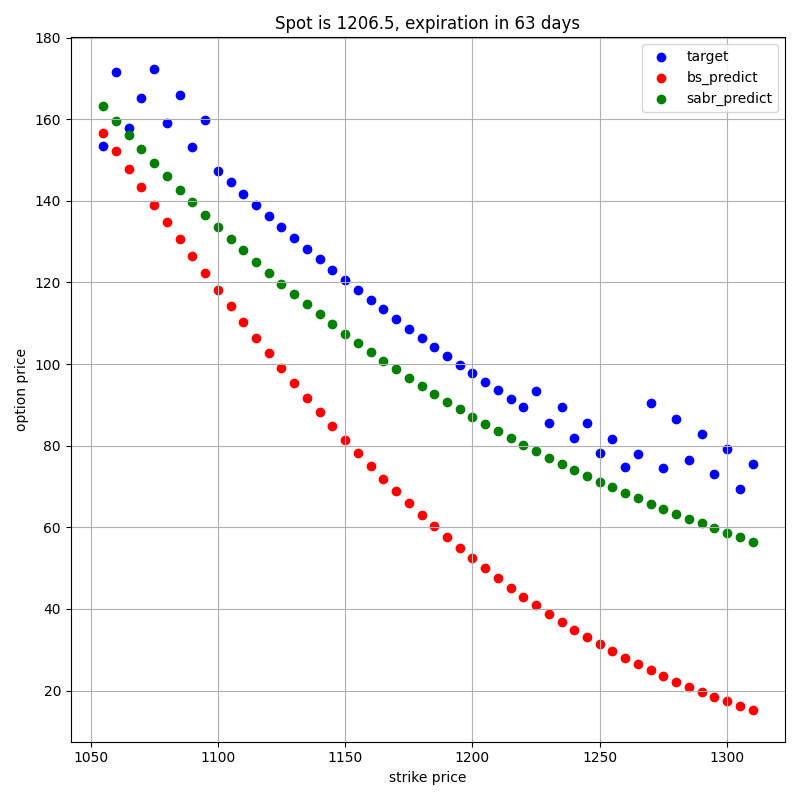 Spot is 1206.5, expiration in 63 days
target
bs_predict
sabr_predict
option price
180
160
140
120
100
80
60
40
20
1050 1100 1150 1200 1250 1300
strike price